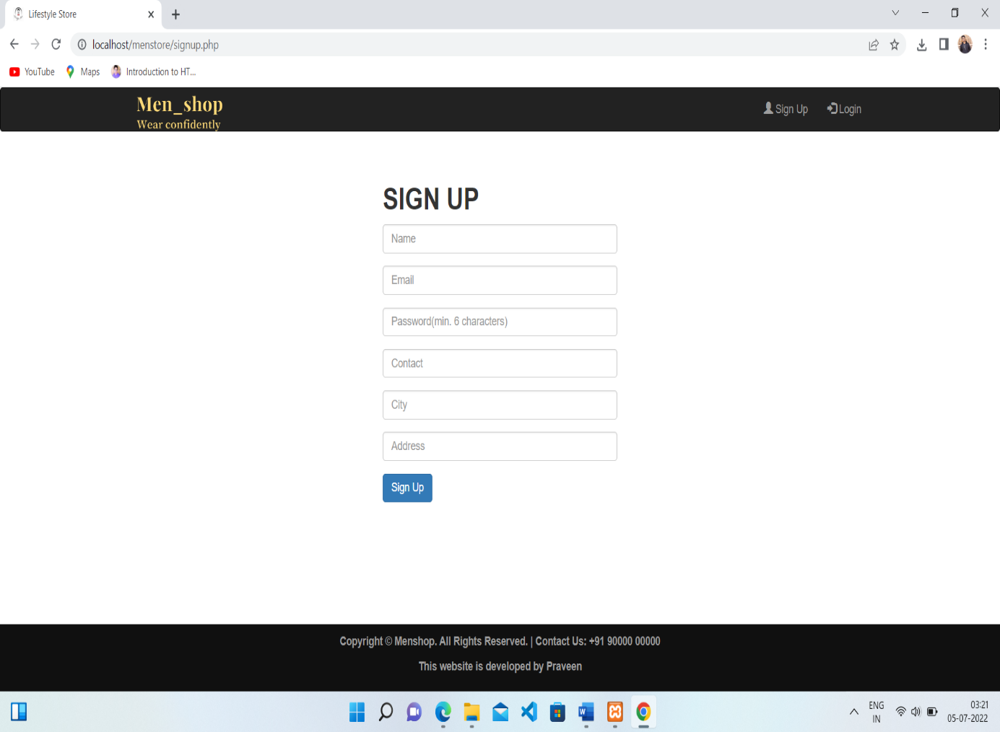 Lifestyle Store
localhost/menstore/signup.php
YouTube Maps Introduction to HT...
Men_shop
Wear confidently
Sign Up Login
SIGN UP
Name
Email
Password(min. 6 characters)
Contact
City
Address
Sign Up
Copyright © Menshop. All Rights Reserved. | Contact Us: +91 90000 00000
This website is developed by Praveen
ENG 03:21
IN 05-07-2022